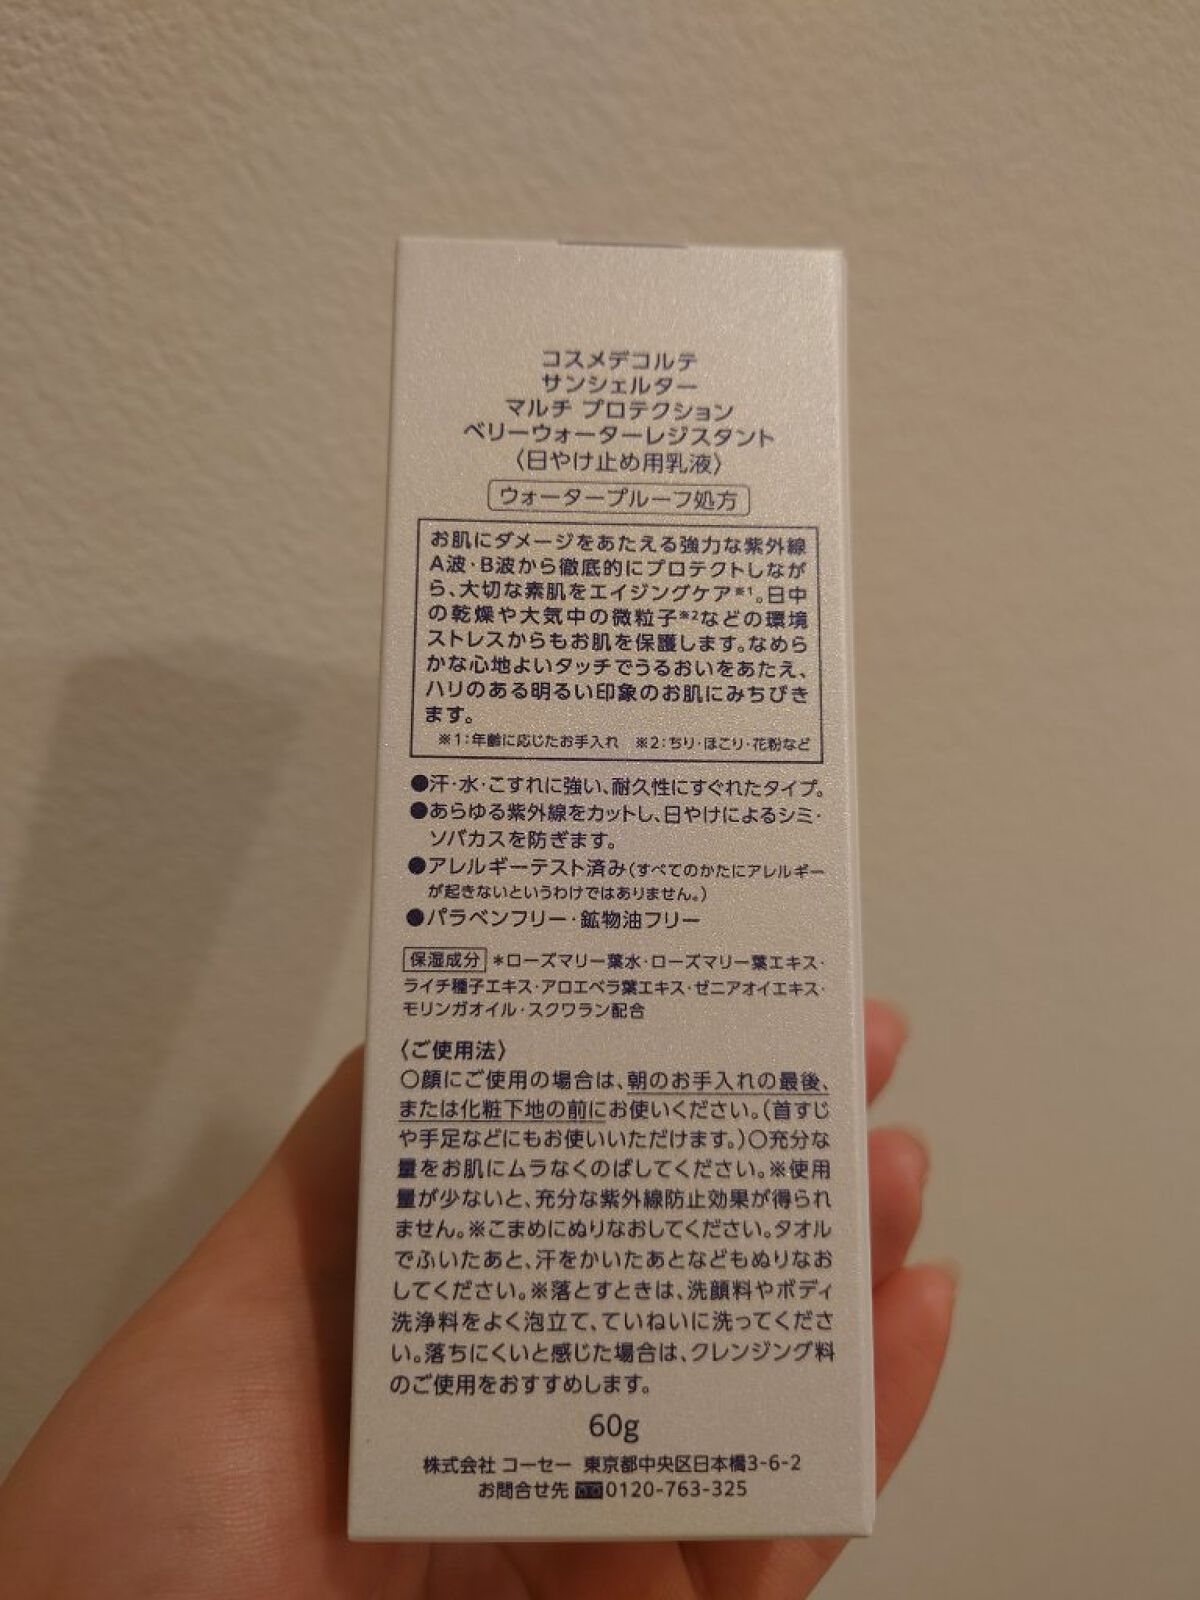 コスメデコルテ
サンシェルター
マルチ プロテクション
ベリーウォーターレジスタント
〈日やけ止め用乳液〉
ウォータープルーフ処方
お肌にダメージをあたえる強力な紫外線
A波・B波から徹底的にプロテクトしなが
ら、大切な素肌をエイジングケア※1。日中
の乾燥や大気中の微粒子※2などの環境
ストレスからもお肌を保護します。なめら
かな心地よいタッチでうるおいをあたえ、
ハリのある明るい印象のお肌にみちびき
ます。
※1：年齢に応じたお手入れ ※2：ちり・ほこり・花粉など
●汗・水・こすれに強い、耐久性にすぐれたタイプ。
●あらゆる紫外線をカットし、日やけによるシミ・
ソバカスを防ぎます。
●アレルギーテスト済み（すべてのかたにアレルギー
が起きないというわけではありません。）
●パラベンフリー・鉱物油フリー
保湿成分 ＊ローズマリー葉水・ローズマリー葉エキス・
ライチ種子エキス・アロエベラ葉エキス・ゼニアオイエキス・
モリンガオイル・スクワラン配合
〈ご使用法〉
○顔にご使用の場合は、朝のお手入れの最後、
または化粧下地の前にお使いください。（首すじ
や手足などにもお使いいただけます。）○充分な
量をお肌にムラなくのばしてください。※使用
量が少ないと、充分な紫外線防止効果が得られ
ません。※こまめにぬりなおしてください。タオル
でふいたあと、汗をかいたあとなどもぬりなお
してください。※落とすときは、洗顔料やボディ
洗浄料をよく泡立て、ていねいに洗ってくださ
い。落ちにくいと感じた場合は、クレンジング料
のご使用をおすすめします。
60g
株式会社 コーセー 東京都中央区日本橋3-6-2
お問合せ先 0120-763-325